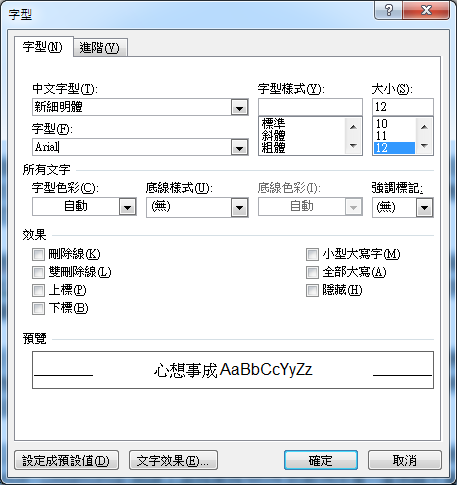 字型
字型(N) 進階(V)
中文字型(T): 字型樣式(Y): 大小(S):
新細明體 12
字型(F): 標準 10
Arial 斜體 11
粗體 12
所有文字
字型色彩(C): 底線樣式(U): 底線色彩(I): 強調標記:
自動 (無) 自動 (無)
效果
刪除線(K) 小型大寫字(M)
雙刪除線(L) 全部大寫(A)
上標(P) 隱藏(H)
下標(B)
預覽
心想事成 AaBbCcYyZz
設定成預設值(D) 文字效果(E)... 確定 取消